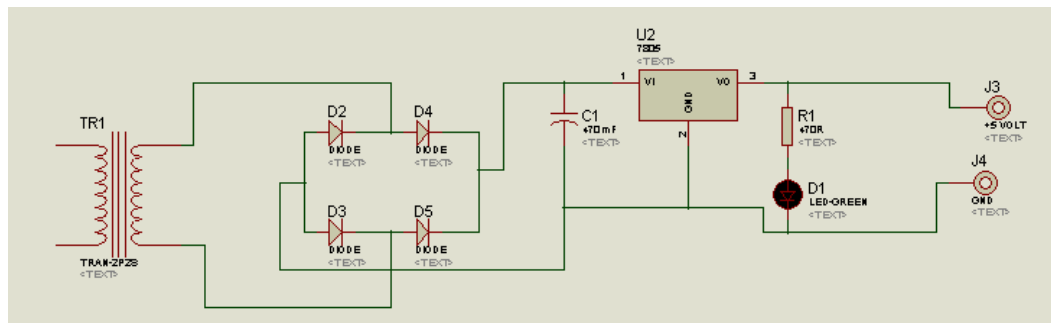 TR1
TRAN-2P2S
<TEXT>
D2
DIODE
<TEXT>
D4
DIODE
<TEXT>
D3
DIODE
<TEXT>
D5
DIODE
<TEXT>
C1
470mF
<TEXT>
U2
7805
<TEXT>
1
VI
VO
3
GND
2
R1
470R
<TEXT>
D1
LED-GREEN
<TEXT>
J3
+5 VOLT
<TEXT>
J4
GND
<TEXT>